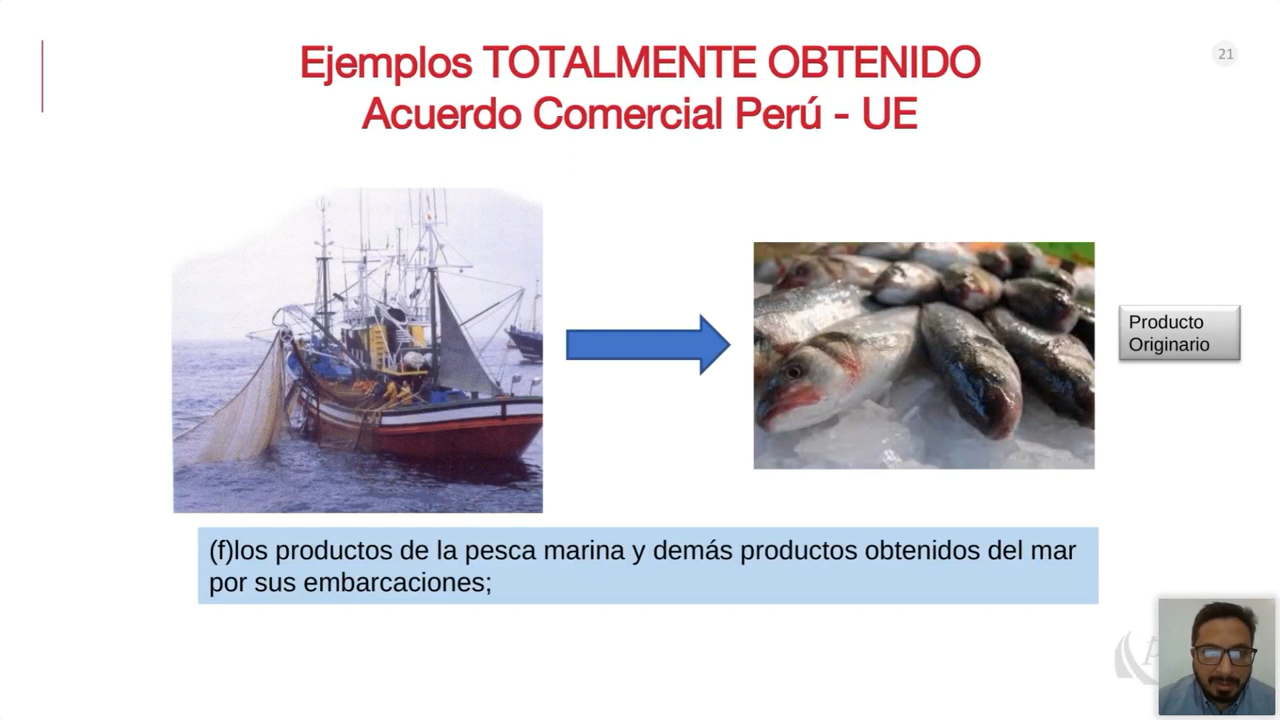 Ejemplos TOTALMENTE OBTENIDO
Acuerdo Comercial Perú - UE
21
Producto
Originario
(f)los productos de la pesca marina y demás productos obtenidos del mar
por sus embarcaciones;